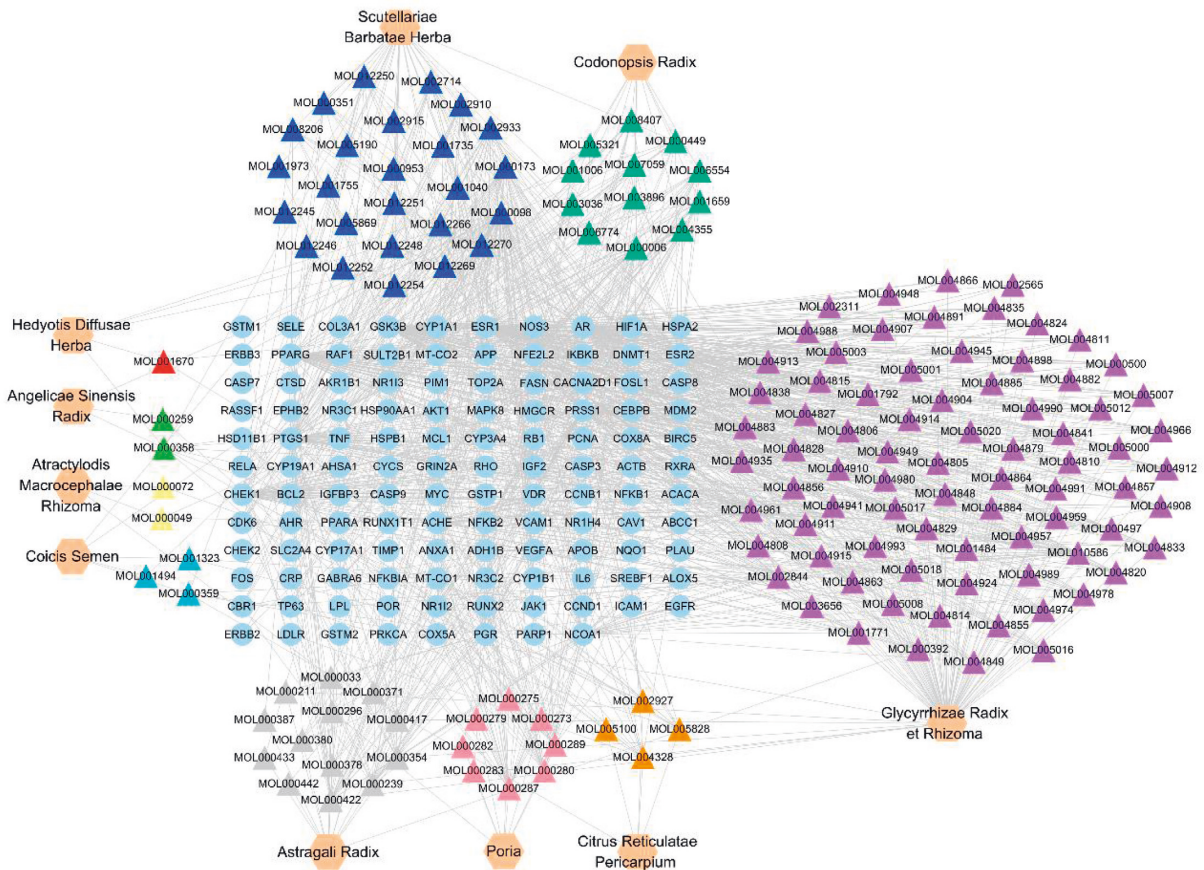 Scutellariae
Barbatae Herba
Codonopsis Radix
MOL012250
MOL002714
MOL000351
MOL002910
MOL008206
MOL002915
MOL002933
MOL005190
MOL001735
MOL001973
MOL000953
MOL000173
MOL001755
MOL001040
MOL012245
MOL012251
MOL000098
MOL005869
MOL012266
MOL012246
MOL012248
MOL012270
MOL012252
MOL012269
MOL012254
MOL008407
MOL005321
MOL000449
MOL001006
MOL007059
MOL006554
MOL003036
MOL003896
MOL001659
MOL006774
MOL004355
MOL000006
Hedyotis Diffusae
Herba
MOL001670
Angelicae Sinensis
Radix
MOL000259
MOL000358
Atractylodis
Macrocephalae
Rhizoma
MOL000072
MOL000049
Coicis Semen
MOL001323
MOL001494
MOL000359
GSTM1 SELE COL3A1 GSK3B CYP1A1 ESR1 NOS3 AR HIF1A HSPA2
ERBB3 PPARG RAF1 SULT2B1 MT-CO2 APP NFE2L2 IKBKB DNMT1 ESR2
CASP7 CTSD AKR1B1 NR1I3 PIM1 TOP2A FASN CACNA2D1 FOSL1 CASP8
RASSF1 EPHB2 NR3C1 HSP90AA1 AKT1 MAPK8 HMGCR PRSS1 CEBPB MDM2
HSD11B1 PTGS1 TNF HSPB1 MCL1 CYP3A4 RB1 PCNA COX8A BIRC5
RELA CYP19A1 AHSA1 CYCS GRIN2A RHO IGF2 CASP3 ACTB RXRA
CHEK1 BCL2 IGFBP3 CASP9 MYC GSTP1 VDR CCNB1 NFKB1 ACACA
CDK6 AHR PPARA RUNX1T1 ACHE NFKB2 VCAM1 NR1H4 CAV1 ABCC1
CHEK2 SLC2A4 CYP17A1 TIMP1 ANXA1 ADH1B VEGFA APOB NQO1 PLAU
FOS CRP GABRA6 NFKBIA MT-CO1 NR3C2 CYP1B1 IL6 SREBF1 ALOX5
CBR1 TP63 LPL POR NR1I2 RUNX2 JAK1 CCND1 ICAM1 EGFR
ERBB2 LDLR GSTM2 PRKCA COX5A PGR PARP1 NCOA1
MOL004866
MOL002565
MOL004948
MOL002311
MOL004835
MOL004891
MOL004824
MOL004988
MOL004907
MOL004811
MOL005003
MOL004945
MOL004898
MOL004913
MOL005001
MOL000500
MOL004815
MOL004885
MOL004882
MOL004838
MOL001792
MOL004904
MOL005007
MOL004827
MOL004914
MOL004990
MOL005012
MOL004883
MOL004806
MOL005020
MOL004841
MOL004966
MOL004828
MOL004949
MOL004879
MOL005000
MOL004935
MOL004910
MOL004805
MOL004810
MOL004912
MOL004856
MOL004980
MOL004864
MOL004991
MOL004857
MOL004961
MOL004941
MOL005017
MOL004848
MOL004884
MOL004908
MOL004911
MOL004829
MOL004959
MOL000497
MOL004808
MOL004993
MOL004957
MOL004833
MOL004915
MOL001484
MOL010586
MOL002844
MOL005018
MOL004989
MOL004820
MOL004863
MOL004924
MOL004978
MOL003656
MOL005008
MOL004974
MOL004814
MOL004855
MOL001771
MOL000392
MOL005016
MOL004849
Glycyrrhizae Radix
et Rhizoma
MOL000033
MOL000211
MOL000371
MOL000296
MOL000387
MOL000417
MOL000380
MOL000433
MOL000378
MOL000354
MOL000442
MOL000239
MOL000422
Astragali Radix
MOL000275
MOL000279
MOL000273
MOL000282
MOL000289
MOL000283
MOL000280
MOL000287
Poria
MOL002927
MOL005100
MOL005828
MOL004328
Citrus Reticulatae
Pericarpium